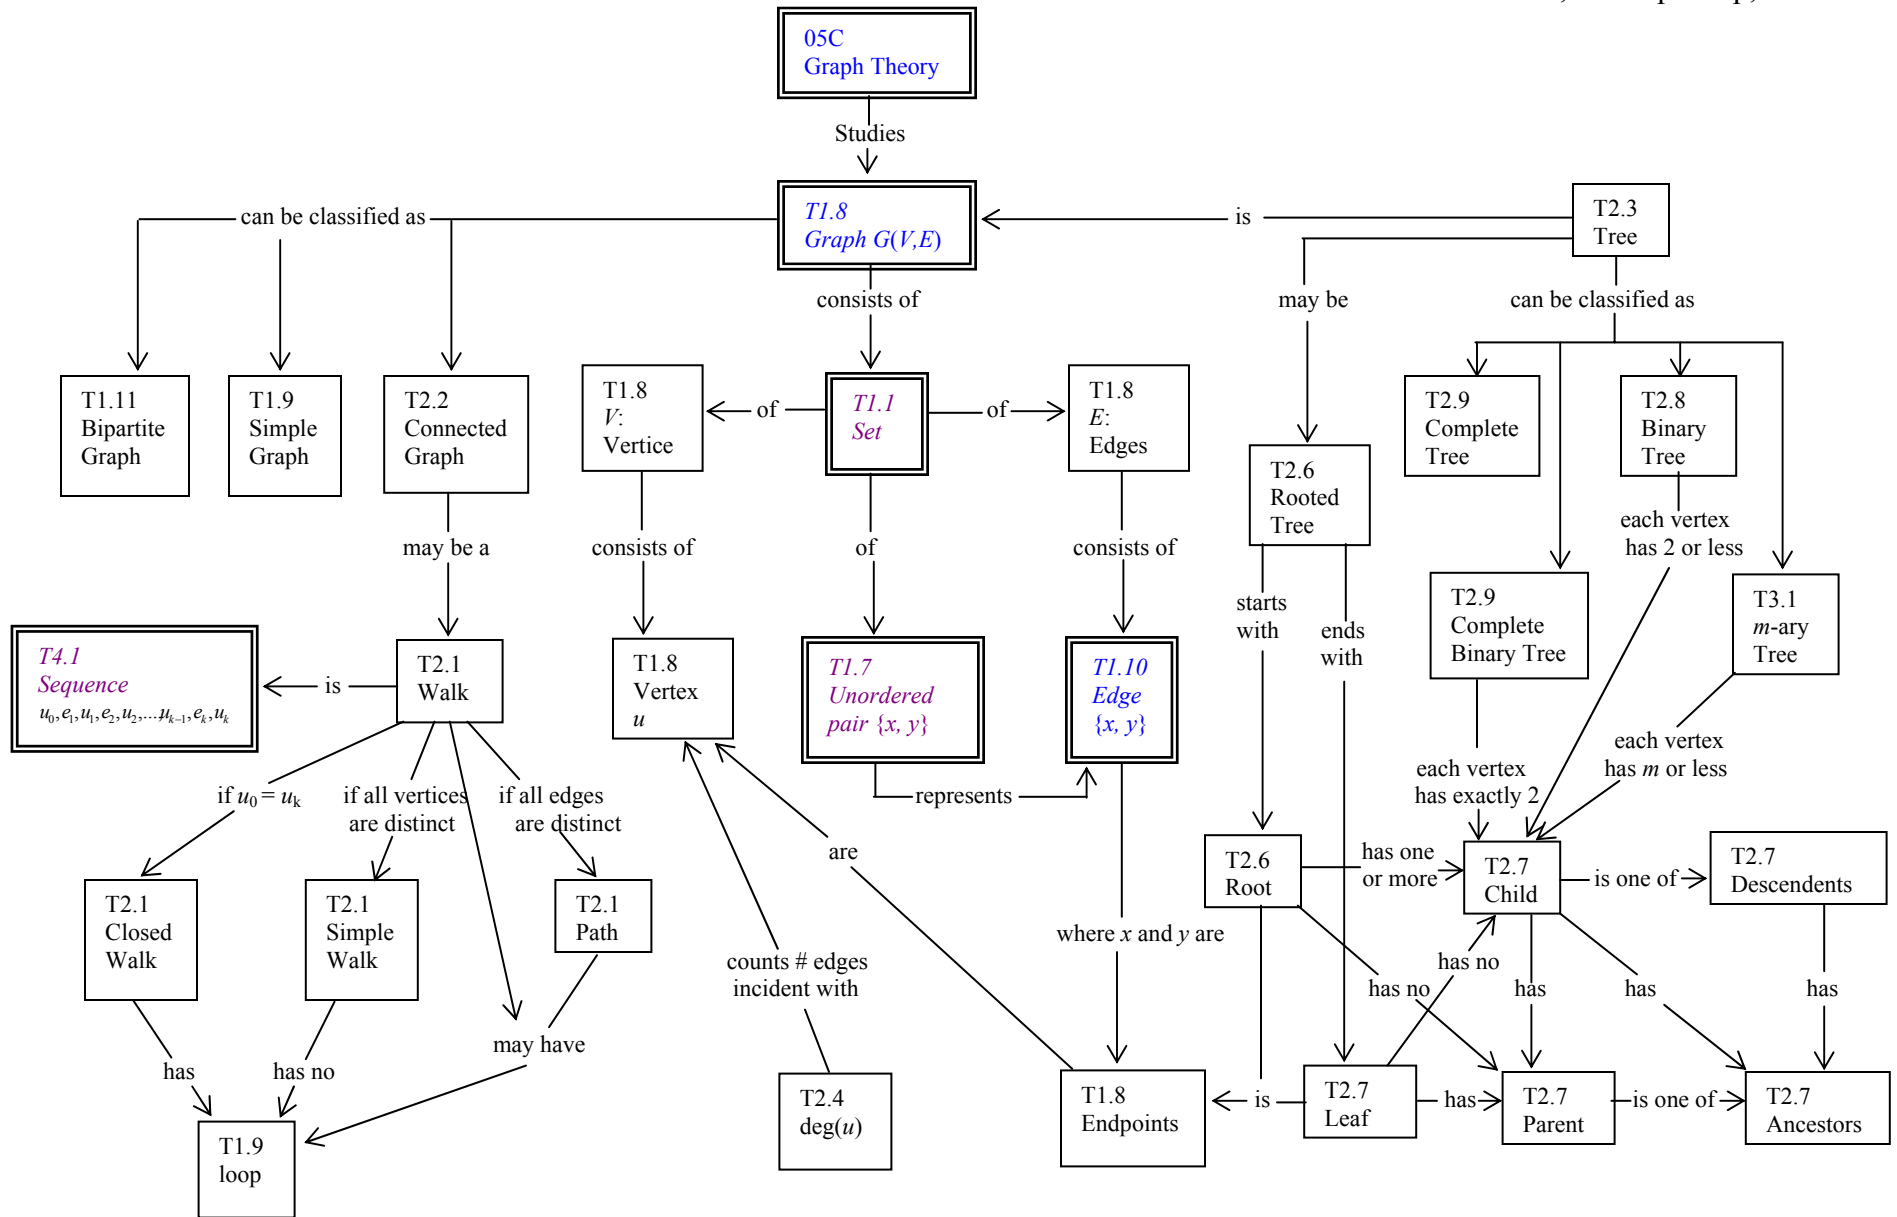 05C
Graph Theory
Studies
can be classified as
T1.8
Graph G(V,E)
is
T2.3
Tree
consists of
may be
can be classified as
T1.11
Bipartite
Graph
T1.9
Simple
Graph
T2.2
Connected
Graph
T1.8
V:
Vertice
of
T1.1
Set
of
T1.8
E:
Edges
T2.6
Rooted
Tree
T2.9
Complete
Tree
T2.8
Binary
Tree
may be a
consists of
of
consists of
each vertex
has 2 or less
starts
with
ends
with
T2.9
Complete
Binary Tree
T3.1
m-ary
Tree
T4.1
Sequence
u₀,e₁,u₁,e₂,u₂,...,u_{k−1},e_k,u_k
is
T2.1
Walk
T1.8
Vertex
u
T1.7
Unordered
pair {x, y}
T1.10
Edge
{x, y}
each vertex
has exactly 2
each vertex
has m or less
if u₀ = u_k
if all vertices
are distinct
if all edges
are distinct
represents
are
T2.6
Root
has one
or more
T2.7
Child
is one of
T2.7
Descendents
T2.1
Closed
Walk
T2.1
Simple
Walk
T2.1
Path
counts # edges
incident with
where x and y are
has no
has no
has
has
has
has
has no
may have
T1.9
loop
T2.4
deg(u)
T1.8
Endpoints
is
T2.7
Leaf
has
T2.7
Parent
is one of
T2.7
Ancestors